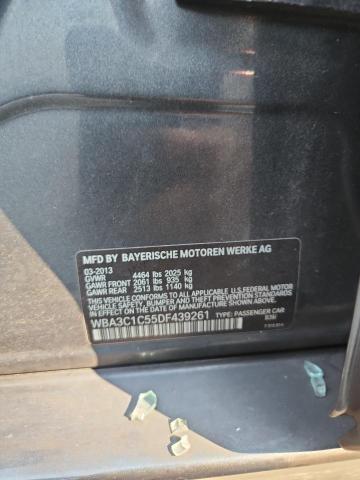 MFD BY BAYERISCHE MOTOREN WERKE AG
03-2013
GVWR 4464 lbs 2025 kg
GAWR FRONT 2061 lbs 935 kg
GAWR REAR 2513 lbs 1140 kg
THIS VEHICLE CONFORMS TO ALL APPLICABLE U.S. FEDERAL MOTOR
VEHICLE SAFETY, BUMPER, AND THEFT PREVENTION STANDARDS
IN EFFECT ON THE DATE OF MANUFACTURE SHOWN ABOVE.
WBA3C1C55DF439261 TYPE: PASSENGER CAR